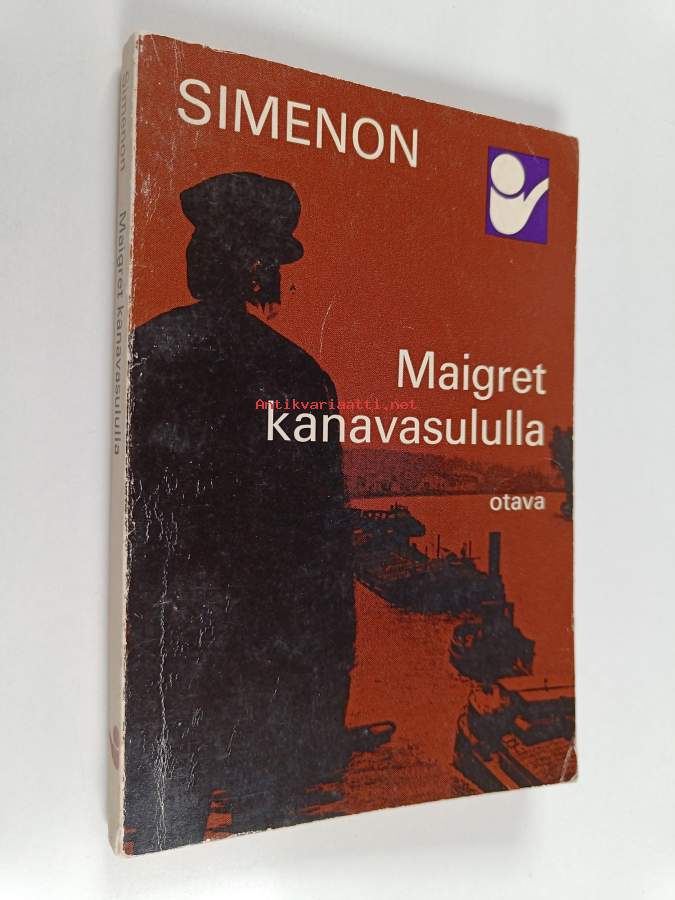 SIMENON
Maigret
kanavasululla
otava
Antikvariaatti.net
Simenon Maigret kanavasululla